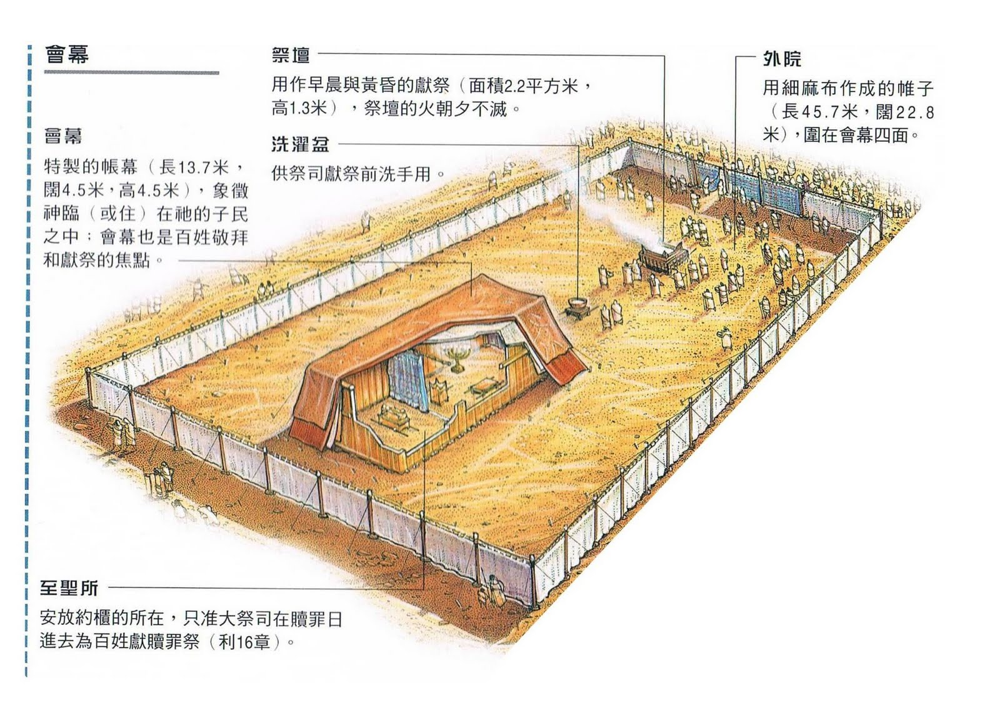 會幕
會幕
特製的帳幕（長13.7米，
闊4.5米，高4.5米），象徵
神臨（或住）在祂的子民
之中；會幕也是百姓敬拜
和獻祭的焦點。
祭壇
用作早晨與黃昏的獻祭（面積2.2平方米，
高1.3米），祭壇的火朝夕不滅。
洗濯盆
供祭司獻祭前洗手用。
外院
用細麻布作成的帷子
（長45.7米，闊22.8
米），圍在會幕四面。
至聖所
安放約櫃的所在，只准大祭司在贖罪日
進去為百姓獻贖罪祭（利16章）。